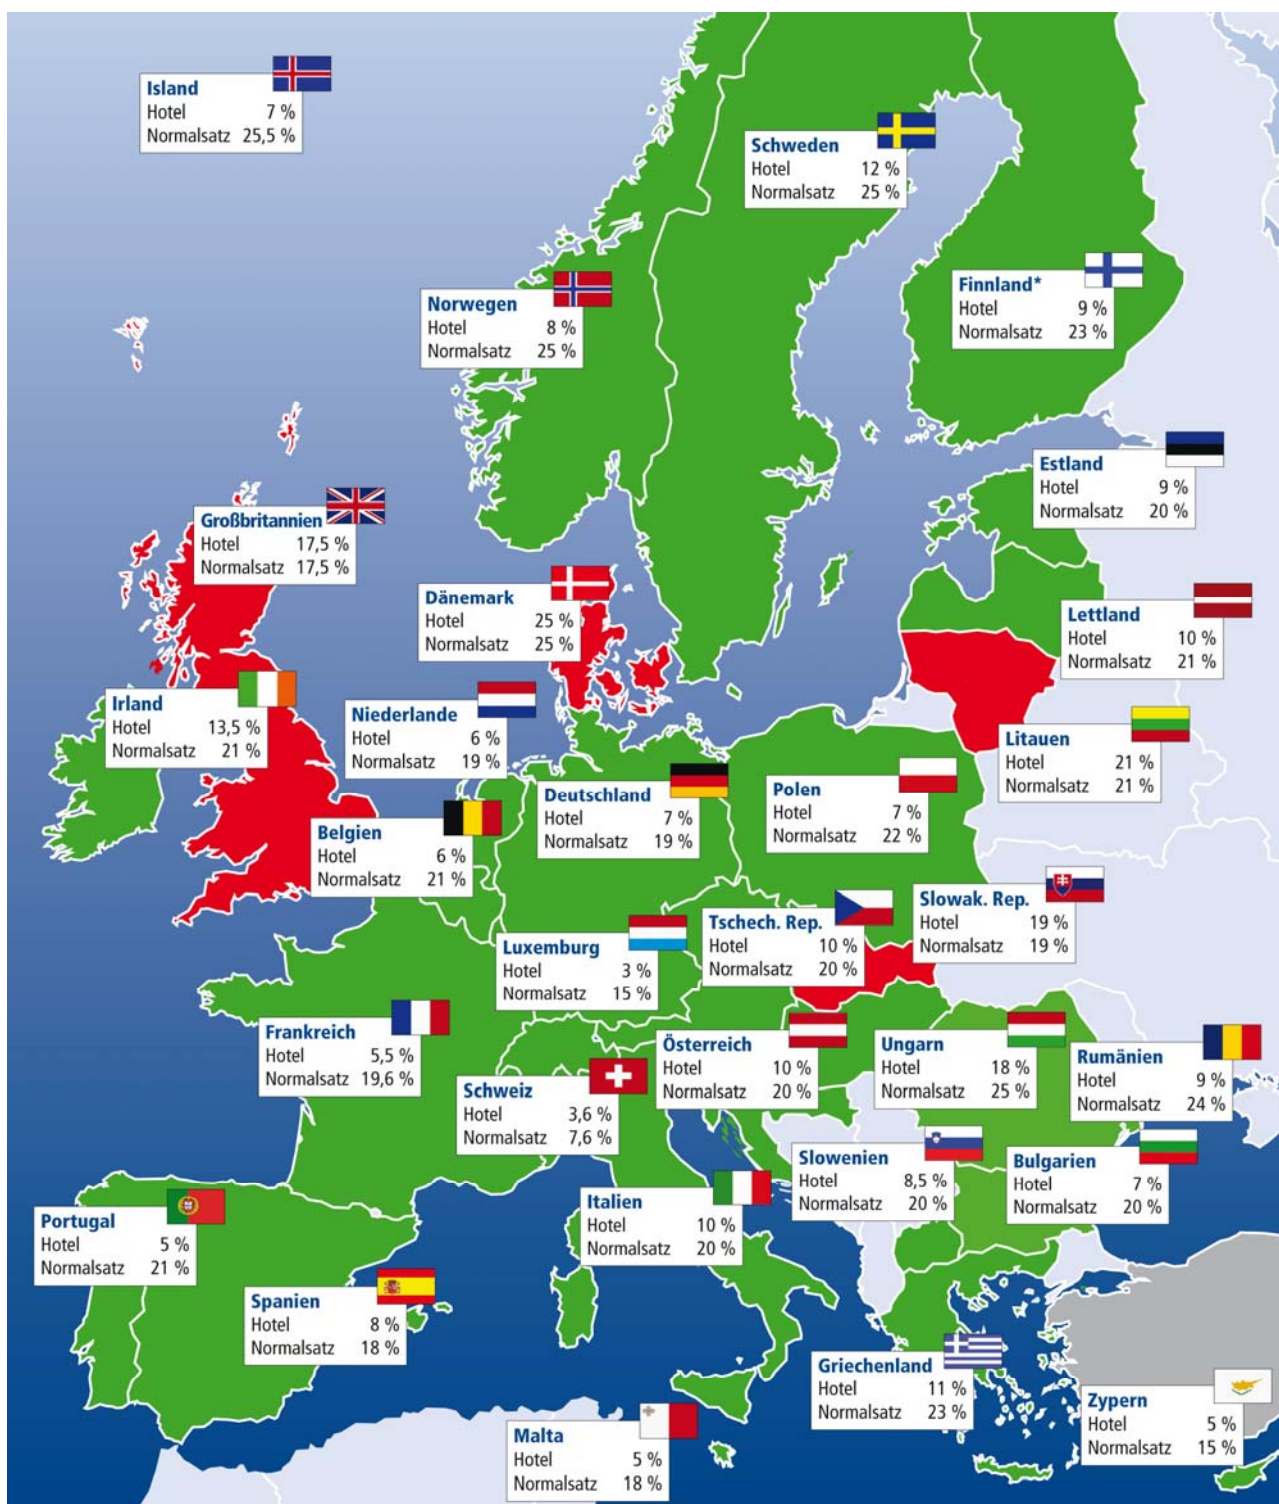 Island
Hotel 7 %
Normalsatz 25,5 %
Schweden
Hotel 12 %
Normalsatz 25 %
Finnland*
Hotel 9 %
Normalsatz 23 %
Norwegen
Hotel 8 %
Normalsatz 25 %
Estland
Hotel 9 %
Normalsatz 20 %
Großbritannien
Hotel 17,5 %
Normalsatz 17,5 %
Dänemark
Hotel 25 %
Normalsatz 25 %
Lettland
Hotel 10 %
Normalsatz 21 %
Irland
Hotel 13,5 %
Normalsatz 21 %
Niederlande
Hotel 6 %
Normalsatz 19 %
Litauen
Hotel 21 %
Normalsatz 21 %
Deutschland
Hotel 7 %
Normalsatz 19 %
Polen
Hotel 7 %
Normalsatz 22 %
Belgien
Hotel 6 %
Normalsatz 21 %
Slowak. Rep.
Hotel 19 %
Normalsatz 19 %
Tschech. Rep.
Hotel 10 %
Normalsatz 20 %
Luxemburg
Hotel 3 %
Normalsatz 15 %
Frankreich
Hotel 5,5 %
Normalsatz 19,6 %
Österreich
Hotel 10 %
Normalsatz 20 %
Ungarn
Hotel 18 %
Normalsatz 25 %
Rumänien
Hotel 9 %
Normalsatz 24 %
Schweiz
Hotel 3,6 %
Normalsatz 7,6 %
Slowenien
Hotel 8,5 %
Normalsatz 20 %
Bulgarien
Hotel 7 %
Normalsatz 20 %
Italien
Hotel 10 %
Normalsatz 20 %
Portugal
Hotel 5 %
Normalsatz 21 %
Spanien
Hotel 8 %
Normalsatz 18 %
Griechenland
Hotel 11 %
Normalsatz 23 %
Zypern
Hotel 5 %
Normalsatz 15 %
Malta
Hotel 5 %
Normalsatz 18 %